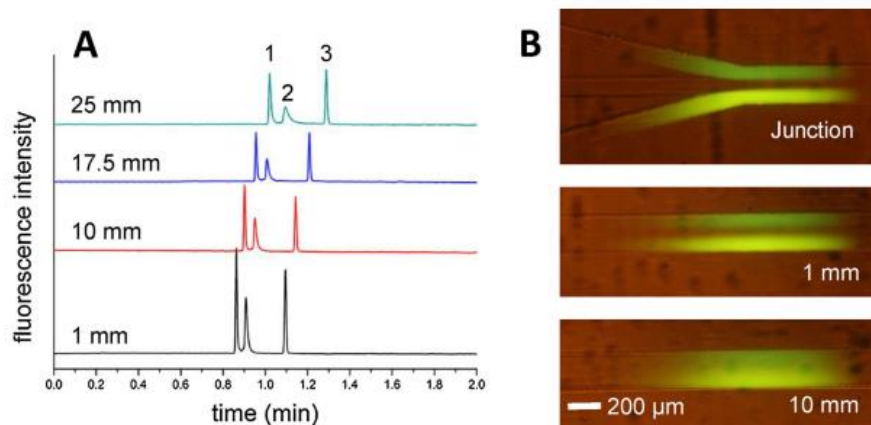 A
1
2
3
25 mm
17.5 mm
10 mm
1 mm
fluorescence intensity
0.0 0.2 0.4 0.6 0.8 1.0 1.2 1.4 1.6 1.8 2.0
time (min)
B
Junction
1 mm
200 µm
10 mm